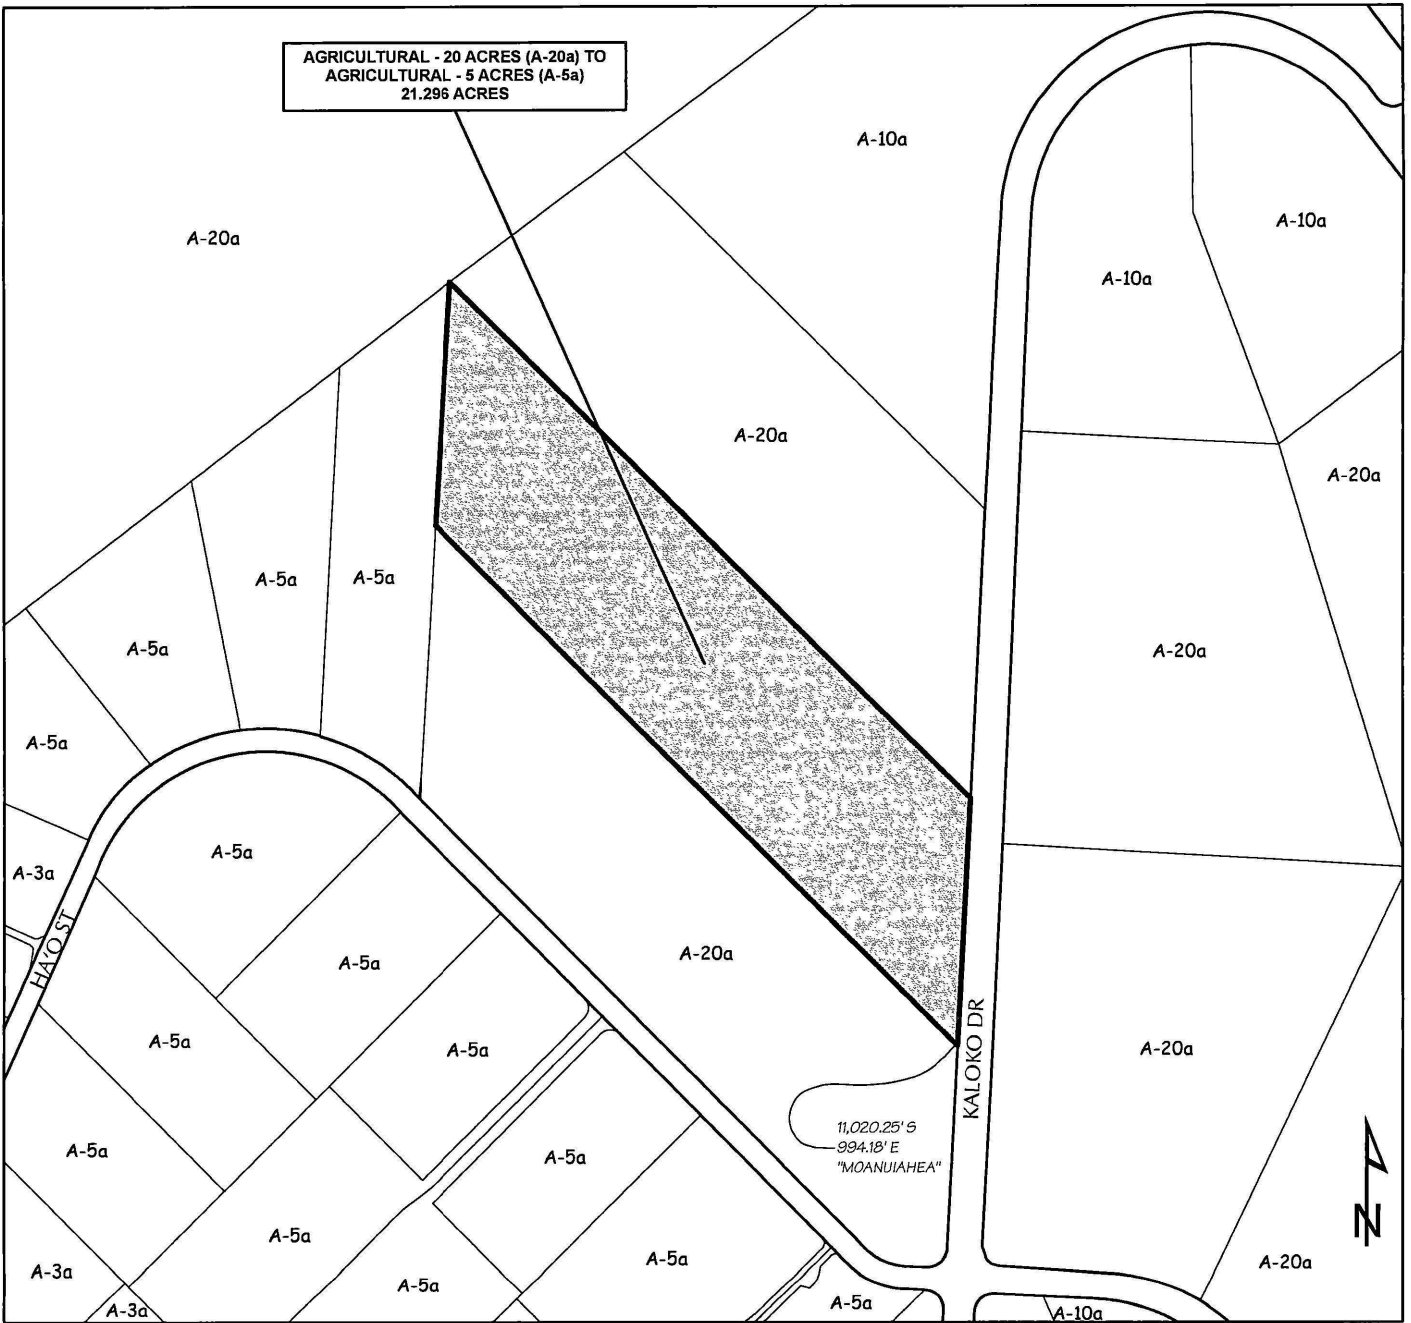 AGRICULTURAL - 20 ACRES (A-20a) TO
AGRICULTURAL - 5 ACRES (A-5a)
21.296 ACRES
A-10a
A-20a
A-10a
A-10a
A-20a
A-20a
A-5a
A-5a
A-5a
A-20a
A-5a
A-5a
A-3a
HA'O ST
A-20a
A-5a
A-5a
A-5a
A-20a
KALOKO DR
11,020.25' S
994.18' E
"MOANUIAHEA"
A-5a
A-5a
A-5a
A-5a
N
A-3a
A-5a
A-20a
A-3a
A-5a
A-10a